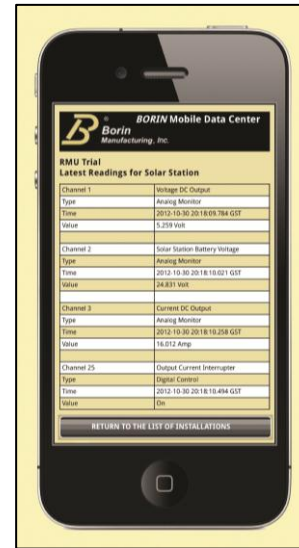 BORIN Mobile Data Center
B ®
Borin
Manufacturing, Inc.
RMU Trial
Latest Readings for Solar Station
Channel 1 Voltage DC Output
Type Analog Monitor
Time 2012-10-30 20:18:09.784 GST
Value 5.259 Volt
Channel 2 Solar Station Battery Voltage
Type Analog Monitor
Time 2012-10-30 20:18:10.021 GST
Value 24.831 Volt
Channel 3 Current DC Output
Type Analog Monitor
Time 2012-10-30 20:18:10.258 GST
Value 16.012 Amp
Channel 25 Output Current Interrupter
Type Digital Control
Time 2012-10-30 20:18:10.494 GST
Value On
RETURN TO THE LIST OF INSTALLATIONS